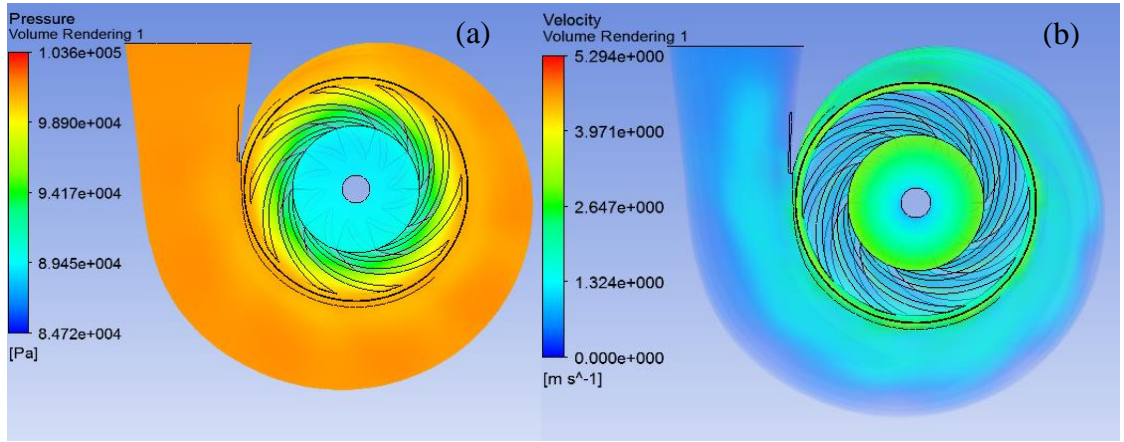 Pressure
Volume Rendering 1
(a)
1.036e+005
9.890e+004
9.417e+004
8.945e+004
8.472e+004
[Pa]
Velocity
Volume Rendering 1
(b)
5.294e+000
3.971e+000
2.647e+000
1.324e+000
0.000e+000
[m s^-1]